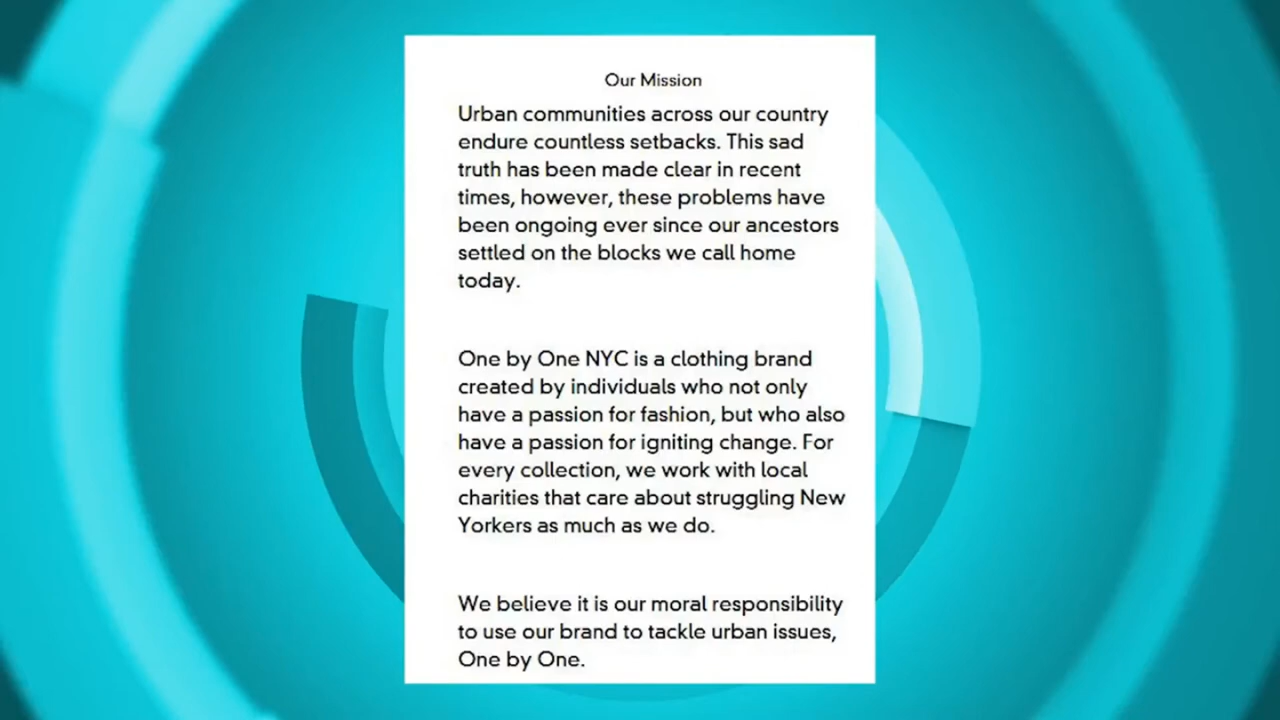 Our Mission
Urban communities across our country
endure countless setbacks. This sad
truth has been made clear in recent
times, however, these problems have
been ongoing ever since our ancestors
settled on the blocks we call home
today.
One by One NYC is a clothing brand
created by individuals who not only
have a passion for fashion, but who also
have a passion for igniting change. For
every collection, we work with local
charities that care about struggling New
Yorkers as much as we do.
We believe it is our moral responsibility
to use our brand to tackle urban issues,
One by One.